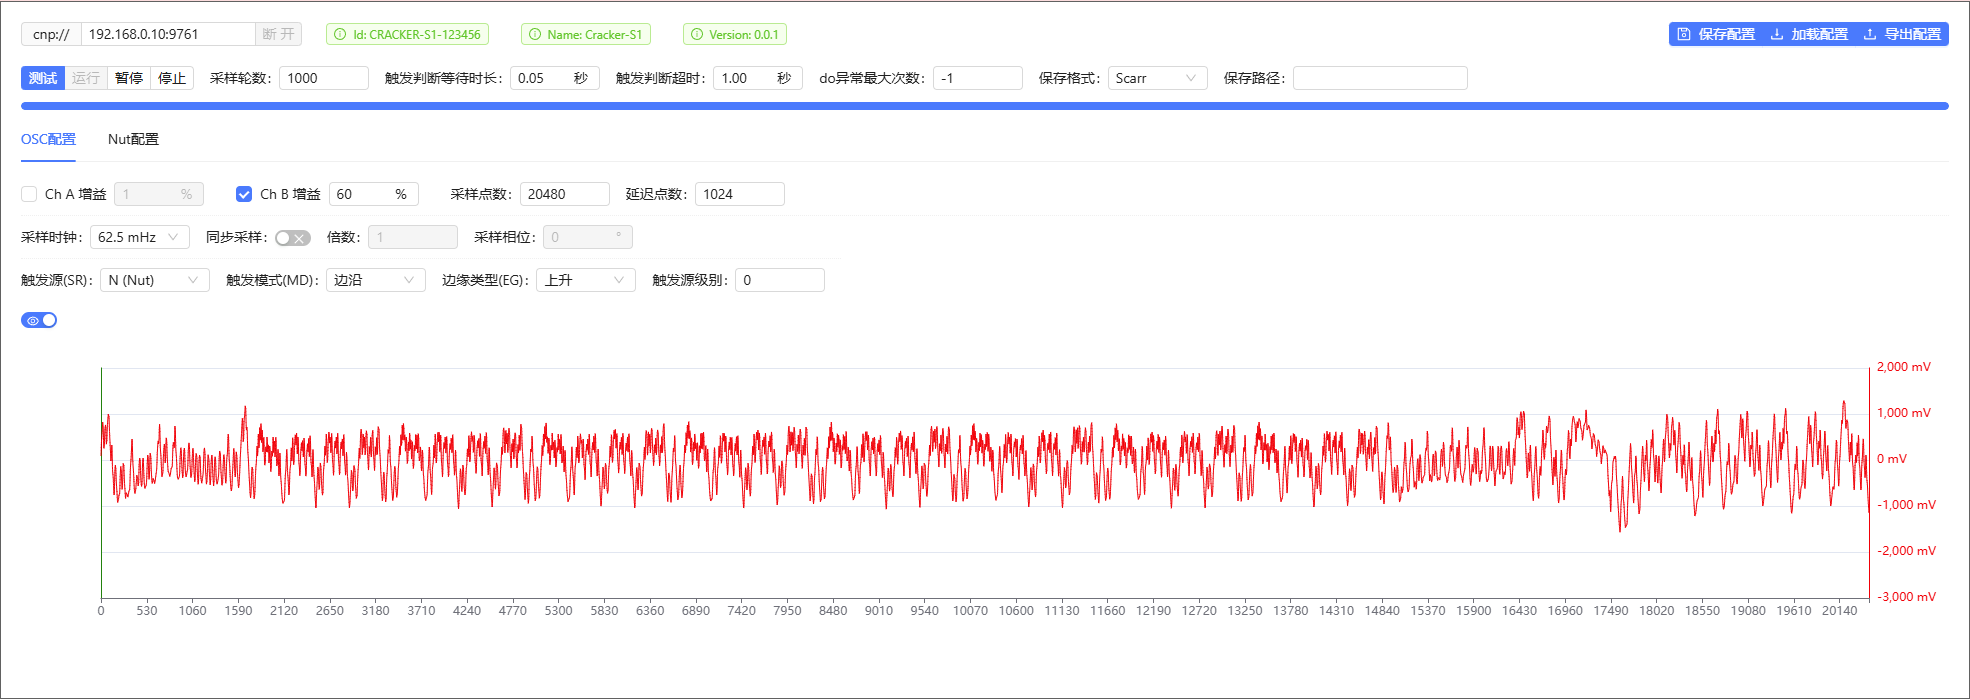 cnp:// 192.168.0.10:9761 断 开 Id: CRACKER-S1-123456 Name: Cracker-S1 Version: 0.0.1 保存配置 加载配置 导出配置
测试 运行 暂停 停止 采样轮数: 1000 触发判断等待时长: 0.05 秒 触发判断超时: 1.00 秒 do异常最大次数: -1 保存格式: Scarr 保存路径:
OSC配置 Nut配置
Ch A 增益 1 % Ch B 增益 60 % 采样点数: 20480 延迟点数: 1024
采样时钟: 62.5 mHz 同步采样: 倍数: 1 采样相位: 0 °
触发源(SR): N (Nut) 触发模式(MD): 边沿 边缘类型(EG): 上升 触发源级别: 0
2,000 mV
1,000 mV
0 mV
-1,000 mV
-2,000 mV
-3,000 mV
0 530 1060 1590 2120 2650 3180 3710 4240 4770 5300 5830 6360 6890 7420 7950 8480 9010 9540 10070 10600 11130 11660 12190 12720 13250 13780 14310 14840 15370 15900 16430 16960 17490 18020 18550 19080 19610 20140